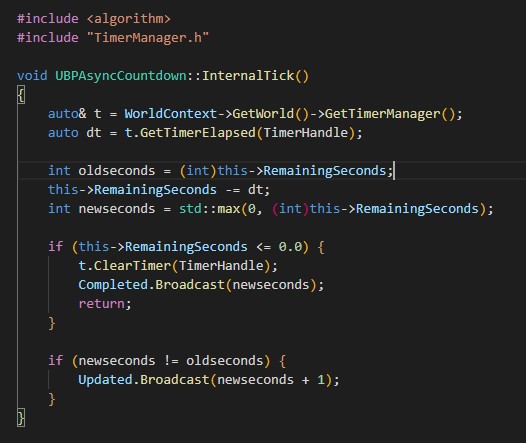 #include <algorithm>
#include "TimerManager.h"

void UBPAsyncCountdown::InternalTick()
{
    auto& t = WorldContext->GetWorld()->GetTimerManager();
    auto dt = t.GetTimerElapsed(TimerHandle);

    int oldseconds = (int)this->RemainingSeconds;
    this->RemainingSeconds -= dt;
    int newseconds = std::max(0, (int)this->RemainingSeconds);

    if (this->RemainingSeconds <= 0.0) {
        t.ClearTimer(TimerHandle);
        Completed.Broadcast(newseconds);
        return;
    }

    if (newseconds != oldseconds) {
        Updated.Broadcast(newseconds + 1);
    }
}